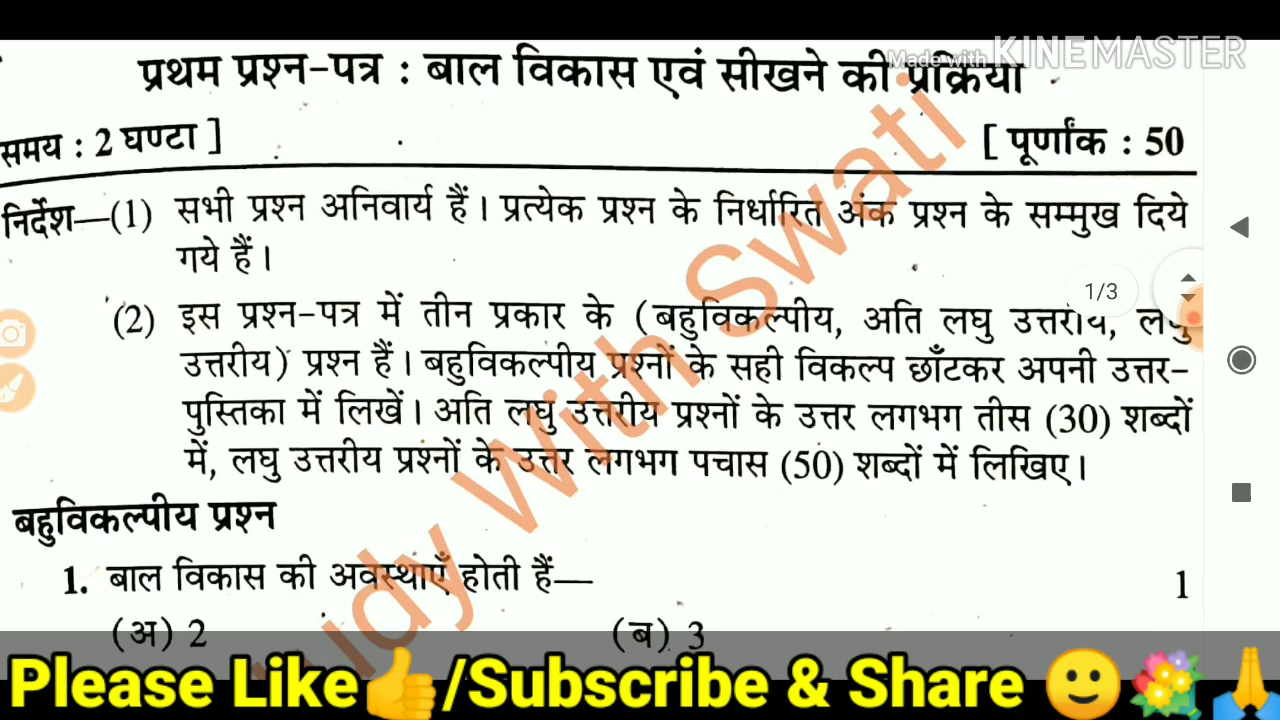 Made with KINEMASTER
प्रथम प्रश्न-पत्र : बाल विकास एवं सीखने की प्रक्रिया
समय : 2 घण्टा ] [ पूर्णांक : 50
निर्देश—(1) सभी प्रश्न अनिवार्य हैं। प्रत्येक प्रश्न के निर्धारित अंक प्रश्न के सम्मुख दिये
गये हैं।
1/3
(2) इस प्रश्न-पत्र में तीन प्रकार के (बहुविकल्पीय, अति लघु उत्तरीय, लघु
उत्तरीय) प्रश्न हैं। बहुविकल्पीय प्रश्नों के सही विकल्प छाँटकर अपनी उत्तर-
पुस्तिका में लिखें। अति लघु उत्तरीय प्रश्नों के उत्तर लगभग तीस (30) शब्दों
में, लघु उत्तरीय प्रश्नों के उत्तर लगभग पचास (50) शब्दों में लिखिए।
With Swati
बहुविकल्पीय प्रश्न
1. बाल विकास की अवस्थाएँ होती हैं— 1
(अ) 2 (ब) 3
Please Like👍/Subscribe & Share 🙂💐🙏